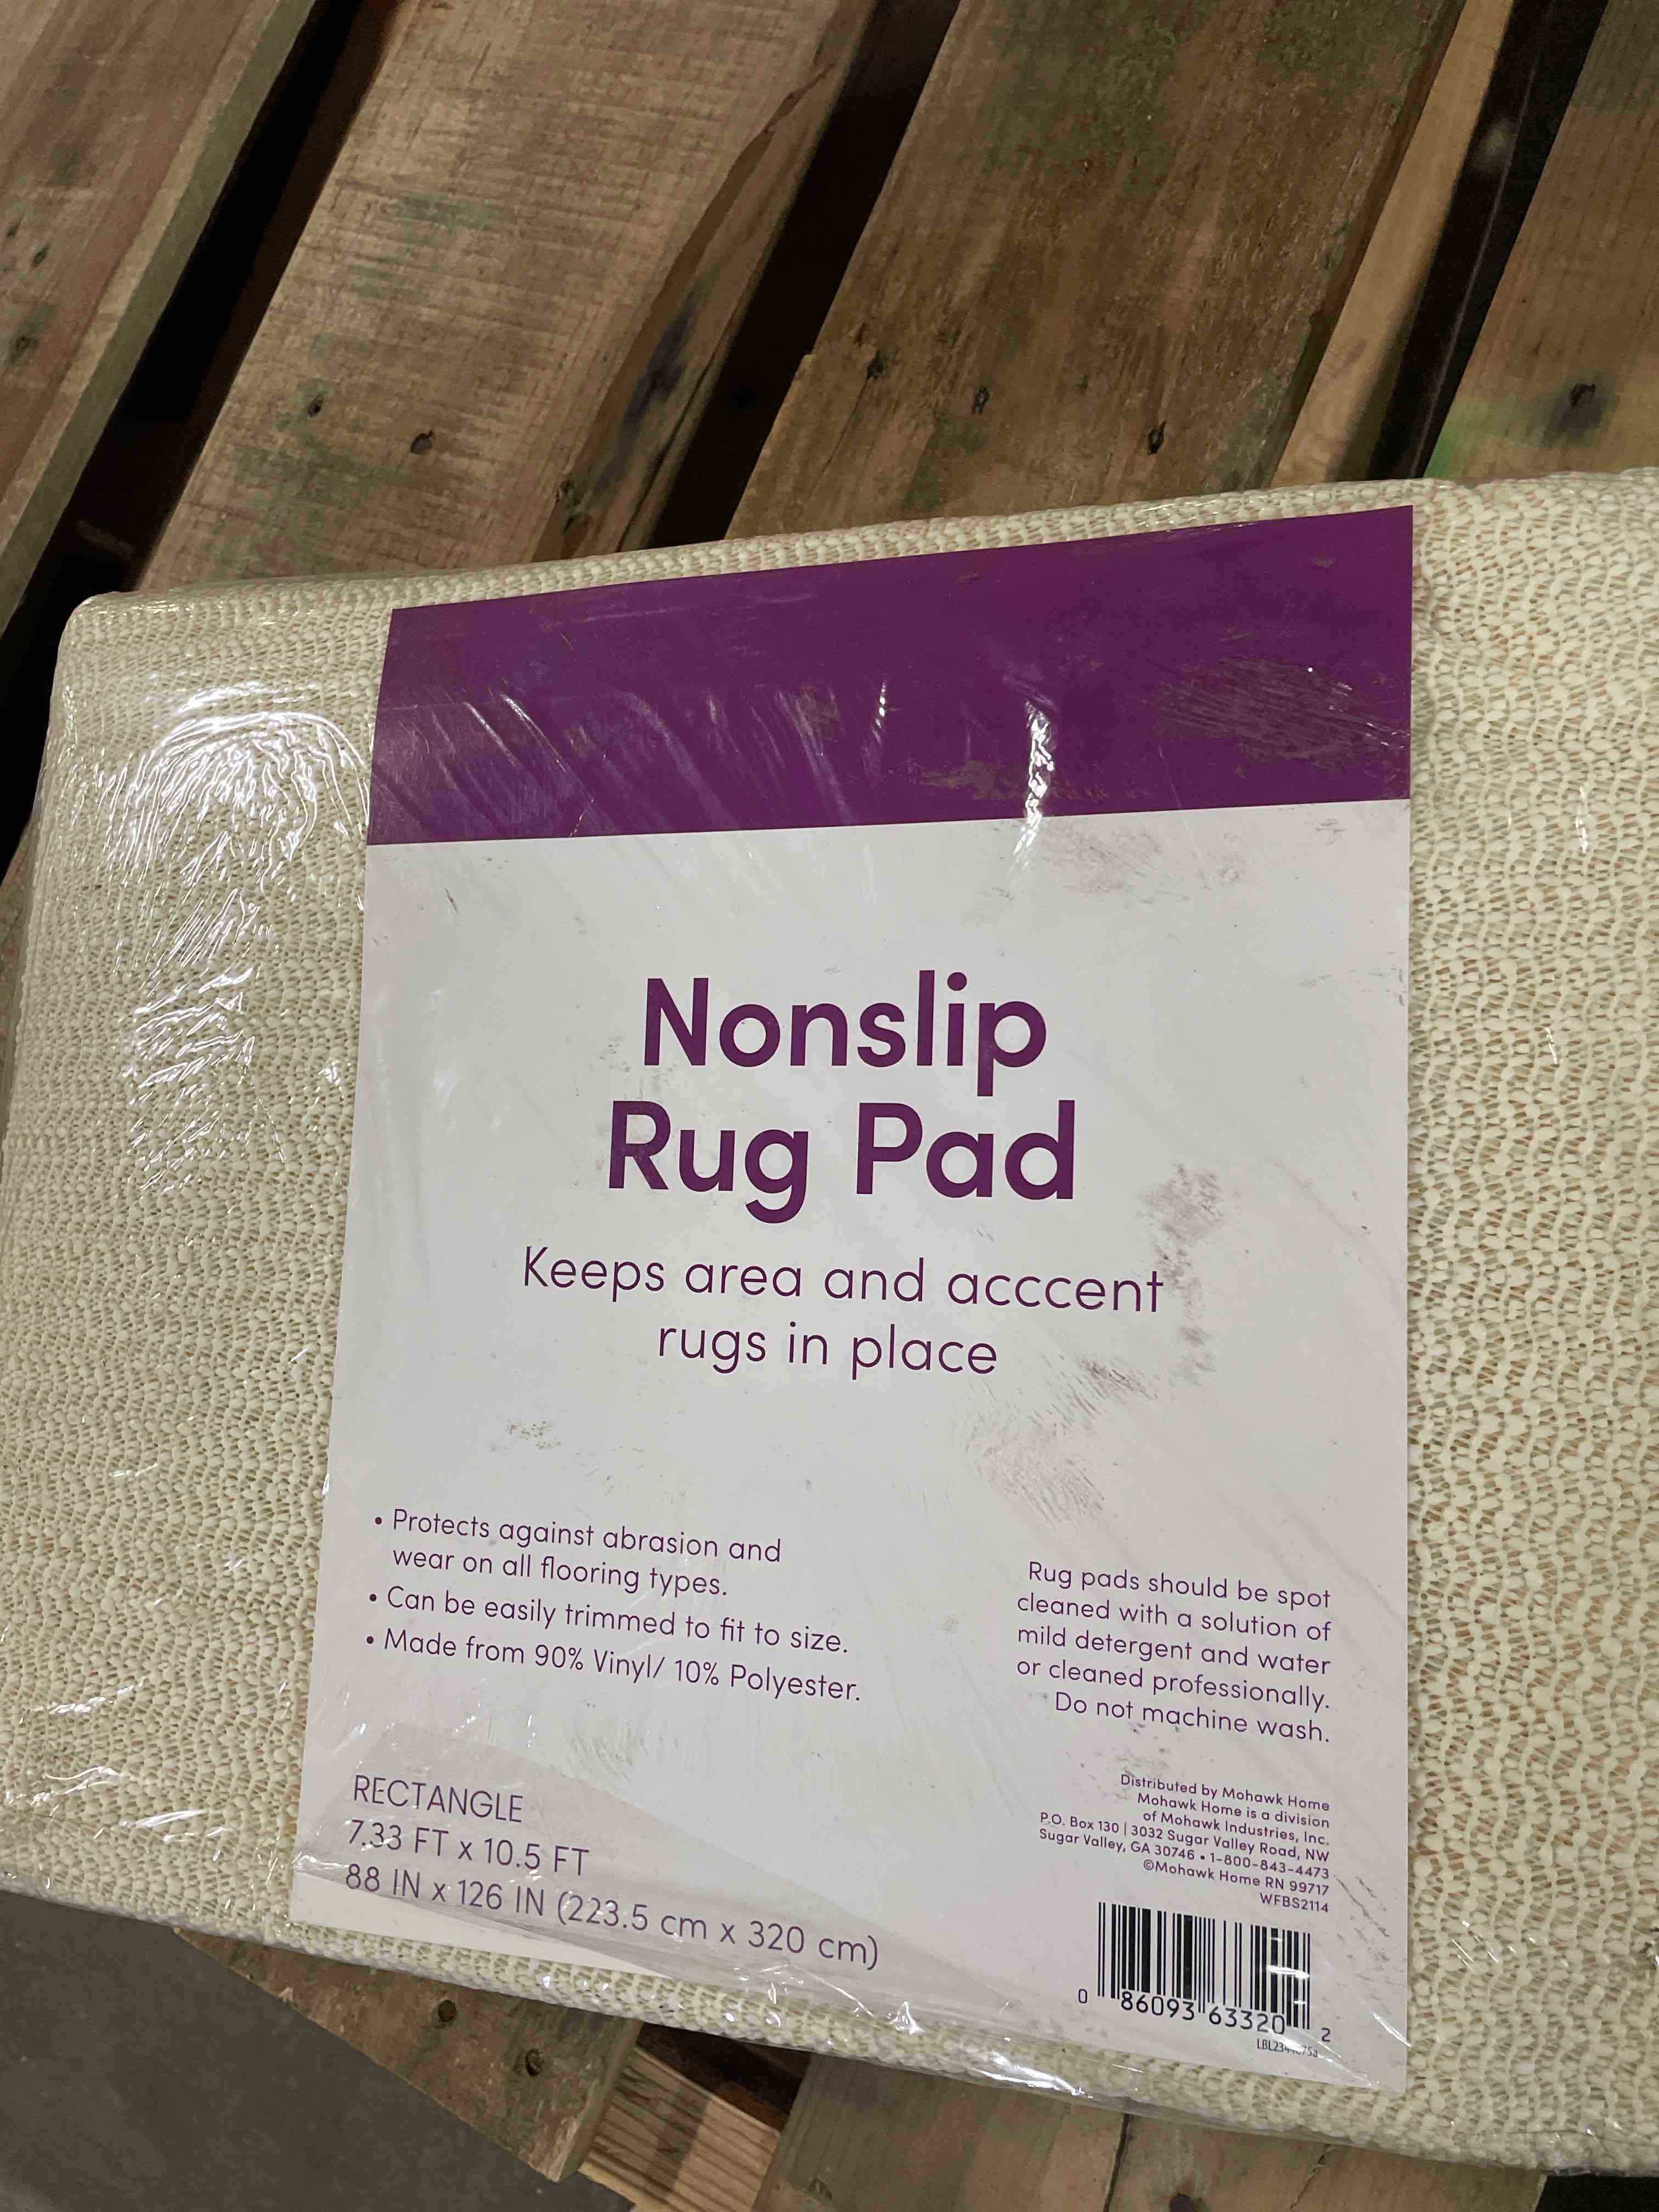 Nonslip
Rug Pad
Keeps area and acccent
rugs in place
• Protects against abrasion and
wear on all flooring types.
• Can be easily trimmed to fit to size.
• Made from 90% Vinyl/ 10% Polyester.
Rug pads should be spot
cleaned with a solution of
mild detergent and water
or cleaned professionally.
Do not machine wash.
RECTANGLE
7.33 FT x 10.5 FT
88 IN x 126 IN (223.5 cm x 320 cm)
Distributed by Mohawk Home
Mohawk Home is a division
of Mohawk Industries, Inc.
P.O. Box 130 | 3032 Sugar Valley Road, NW
Sugar Valley, GA 30746 • 1-800-843-4473
©Mohawk Home RN 99717
WFBS2114
0 86093 63320 2